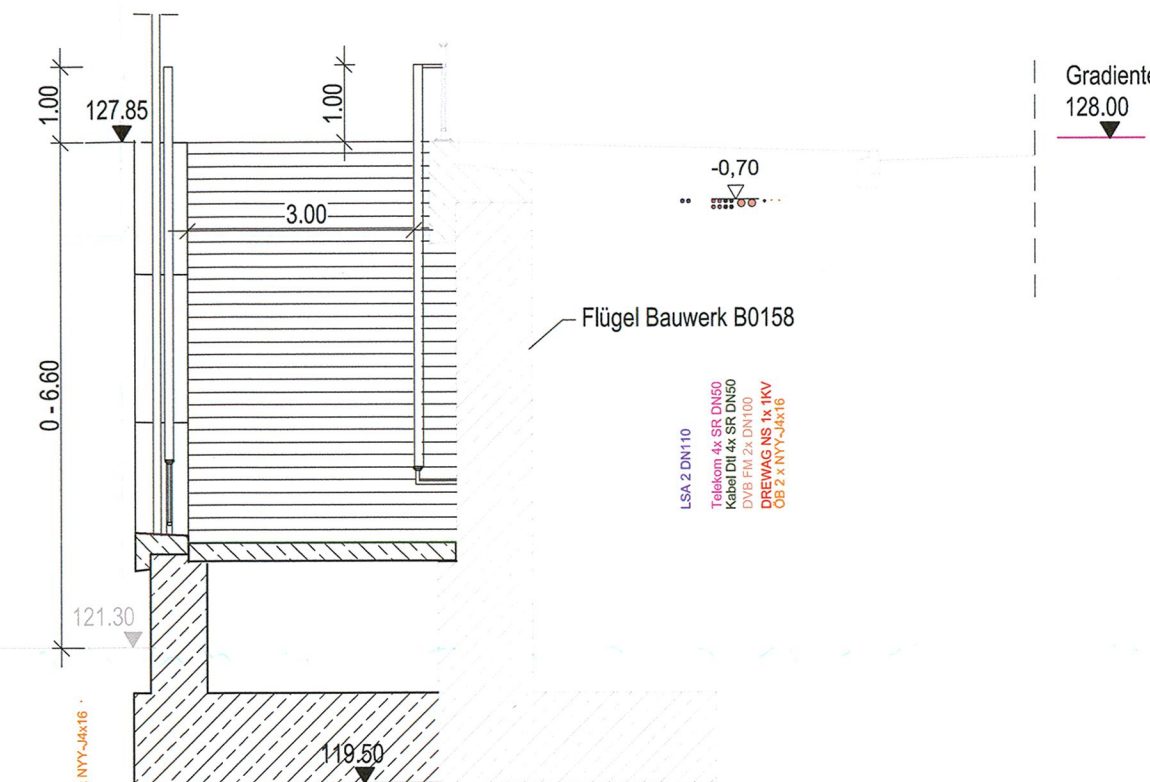 Gradiente
128.00
1.00
127.85
1.00
-0,70
3.00
Flügel Bauwerk B0158
0 - 6.60
LSA 2 DN110
Telekom 4x SR DN50
Kabel Dtl 4x SR DN50
DVB FM 2x DN100
DREWAG NS 1x 1KV
ÖB 2 x NYY-J4x16
121.30
NYY-J4x16
119.50